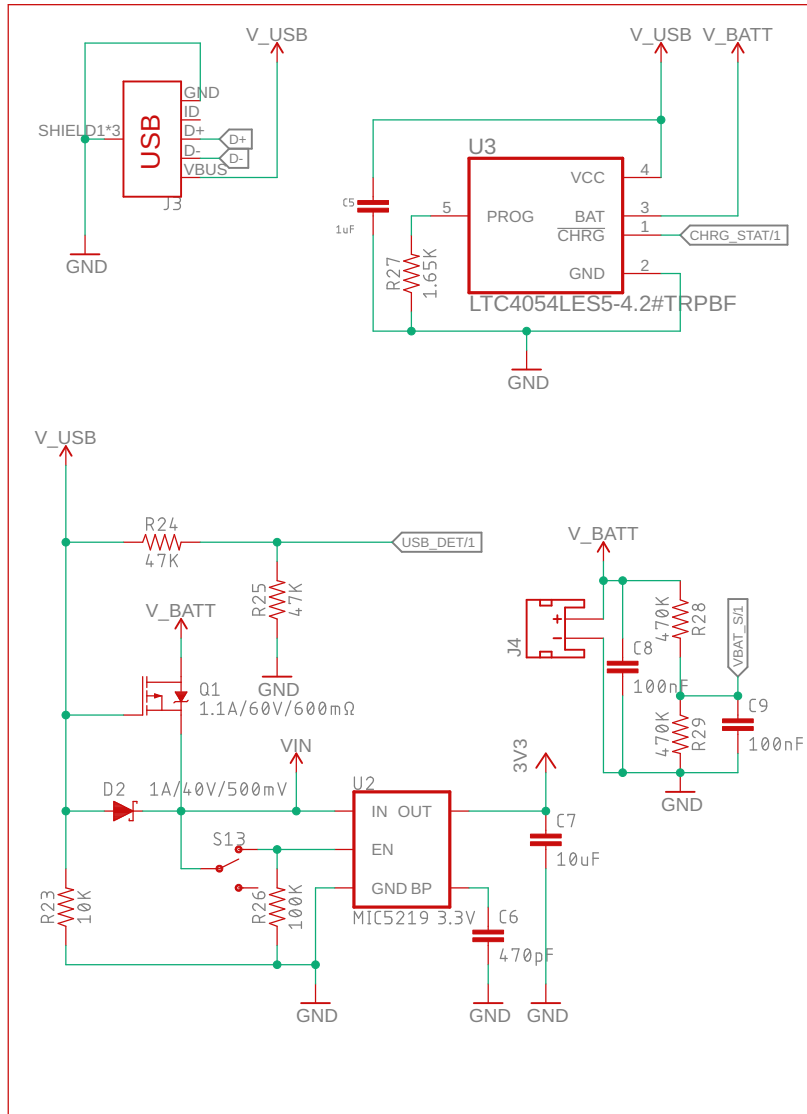 V_USB
GND
ID
SHIELD1*3
D+
D+
D-
D-
VBUS
USB
J3
GND
V_USB
V_BATT
U3
VCC
4
C5
1uF
5
PROG
BAT
3
CHRG
1
CHRG_STAT/1
R27
1.65K
GND
2
LTC4054LES5-4.2#TRPBF
GND
V_USB
R24
47K
USB_DET/1
R25
47K
GND
V_BATT
Q1
1.1A/60V/600mΩ
V_BATT
J4
+
-
C8
100nF
470K
R28
VBAT_S/1
470K
R29
C9
100nF
GND
VIN
3V3
D2
1A/40V/500mV
U2
IN
OUT
EN
GND
BP
MIC5219 3.3V
C7
10uF
S13
R23
10K
R26
100K
C6
470pF
GND
GND
GND